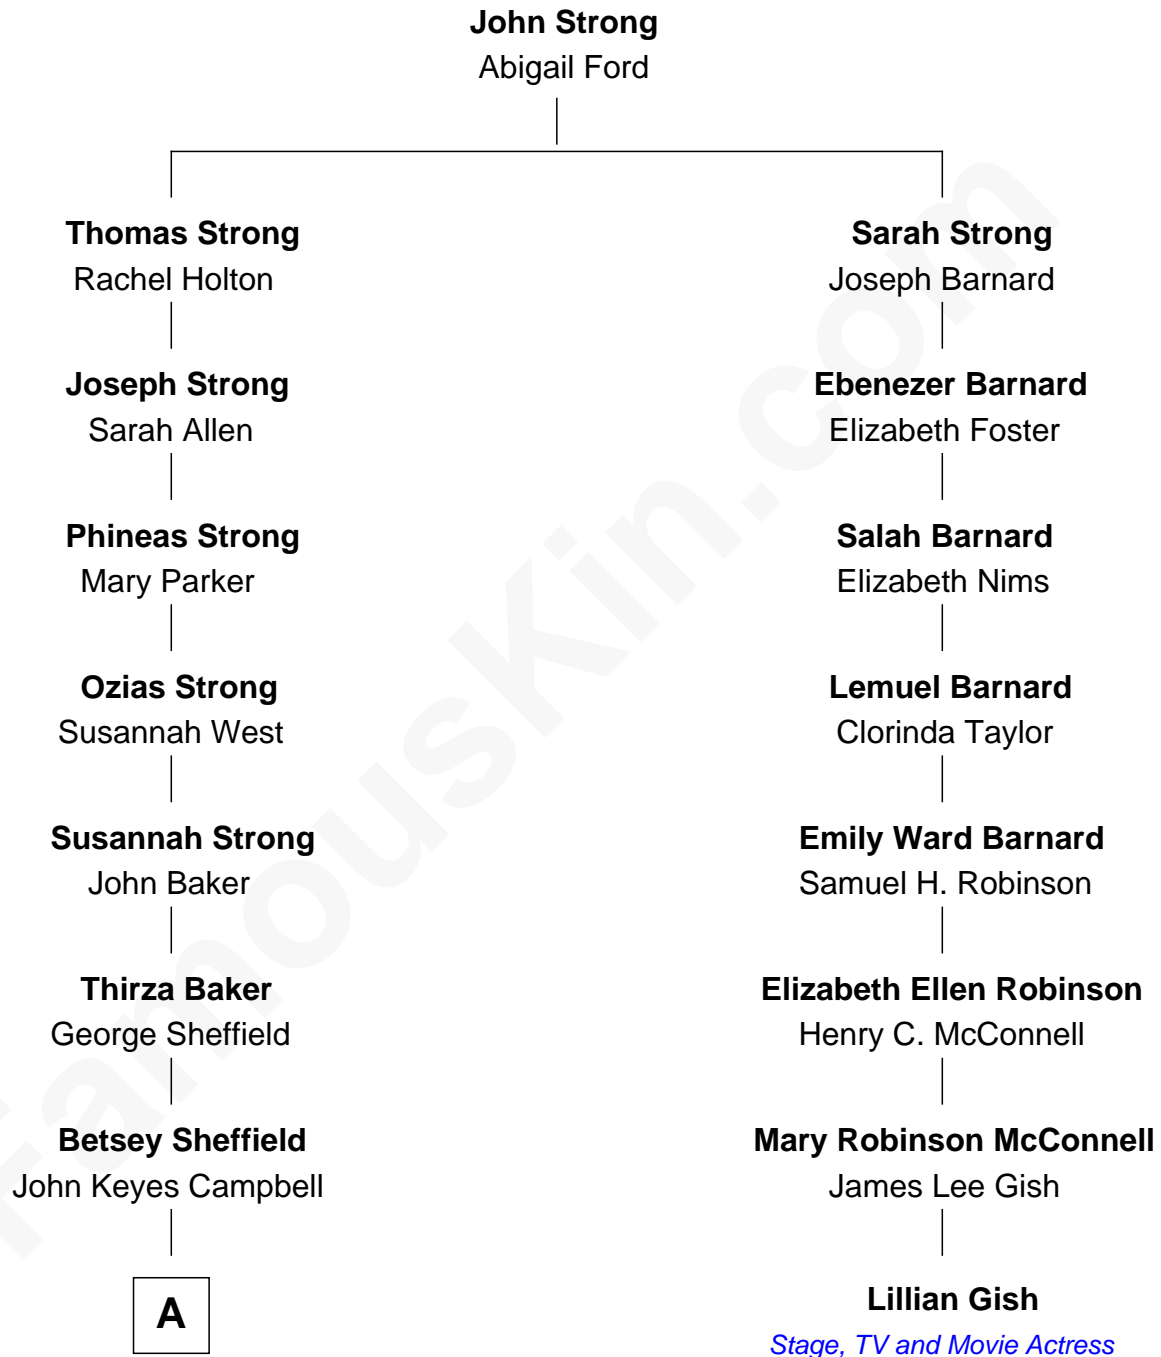 John Strong
Abigail Ford
Thomas Strong
Rachel Holton
Sarah Strong
Joseph Barnard
Joseph Strong
Sarah Allen
Ebenezer Barnard
Elizabeth Foster
Phineas Strong
Mary Parker
Salah Barnard
Elizabeth Nims
Ozias Strong
Susannah West
Lemuel Barnard
Clorinda Taylor
Susannah Strong
John Baker
Emily Ward Barnard
Samuel H. Robinson
Thirza Baker
George Sheffield
Elizabeth Ellen Robinson
Henry C. McConnell
Betsey Sheffield
John Keyes Campbell
Mary Robinson McConnell
James Lee Gish
A
Lillian Gish
Stage, TV and Movie Actress
FamousKin.com